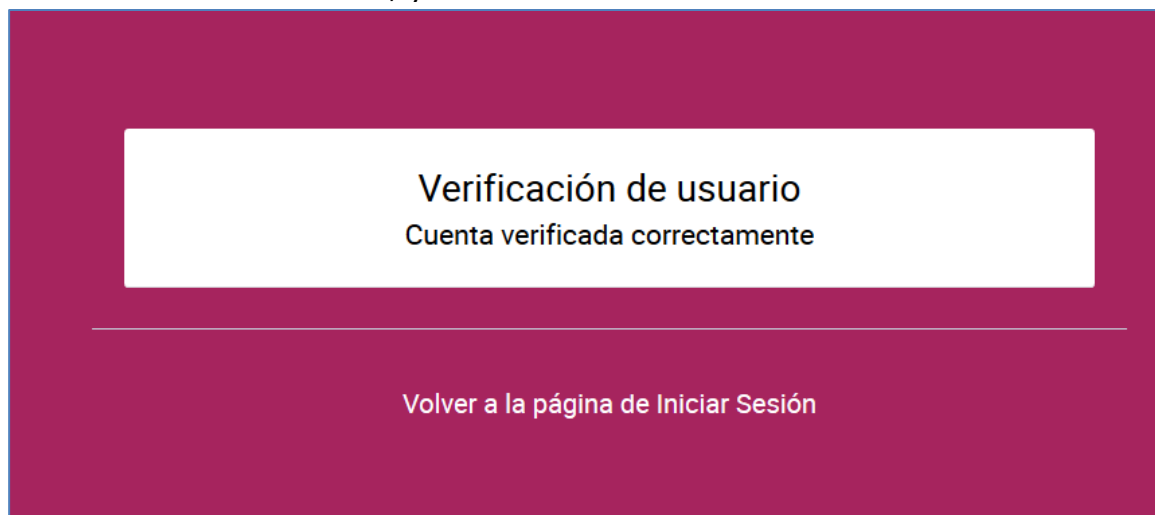 Verificación de usuario
Cuenta verificada correctamente
Volver a la página de Iniciar Sesión